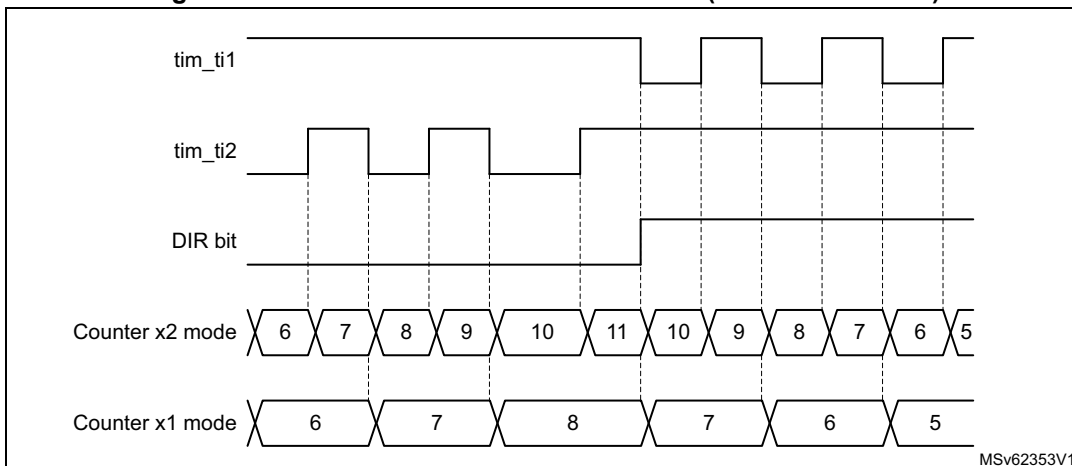 tim_ti1
tim_ti2
DIR bit
Counter x2 mode 6 7 8 9 10 11 10 9 8 7 6 5
Counter x1 mode 6 7 8 7 6 5
MSv62353V1